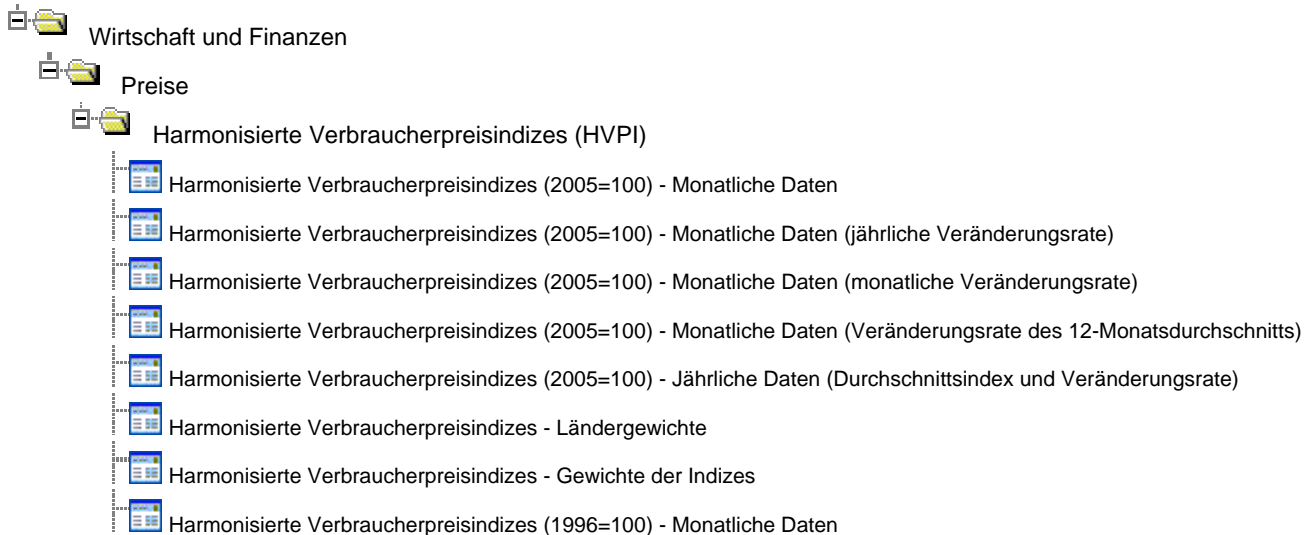 Wirtschaft und Finanzen
Preise
Harmonisierte Verbraucherpreisindizes (HVPI)
Harmonisierte Verbraucherpreisindizes (2005=100) - Monatliche Daten
Harmonisierte Verbraucherpreisindizes (2005=100) - Monatliche Daten (jährliche Veränderungsrate)
Harmonisierte Verbraucherpreisindizes (2005=100) - Monatliche Daten (monatliche Veränderungsrate)
Harmonisierte Verbraucherpreisindizes (2005=100) - Monatliche Daten (Veränderungsrate des 12-Monatsdurchschnitts)
Harmonisierte Verbraucherpreisindizes (2005=100) - Jährliche Daten (Durchschnittsindex und Veränderungsrate)
Harmonisierte Verbraucherpreisindizes - Ländergewichte
Harmonisierte Verbraucherpreisindizes - Gewichte der Indizes
Harmonisierte Verbraucherpreisindizes (1996=100) - Monatliche Daten